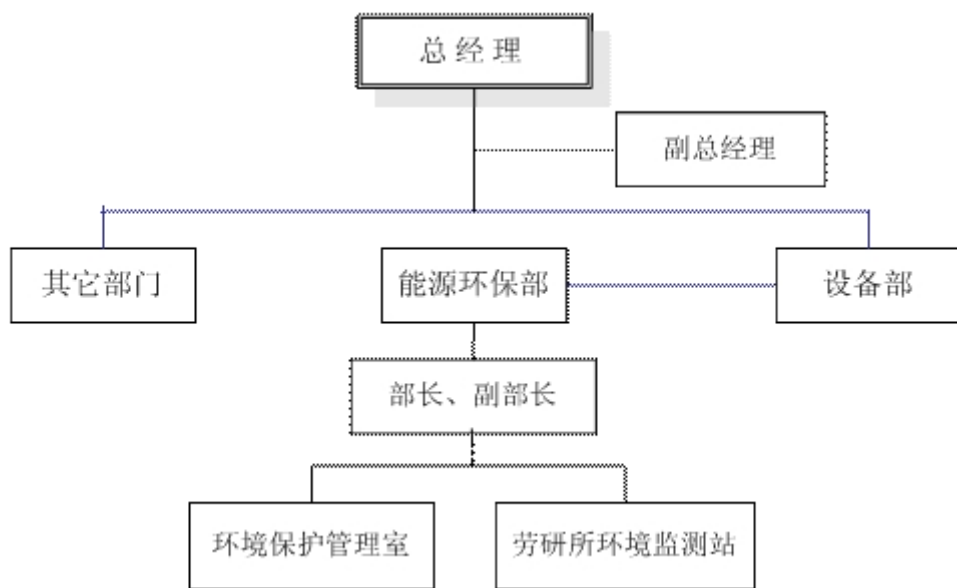 总 经 理
副总经理
其它部门
能源环保部
设备部
部长、副部长
环境保护管理室
劳研所环境监测站